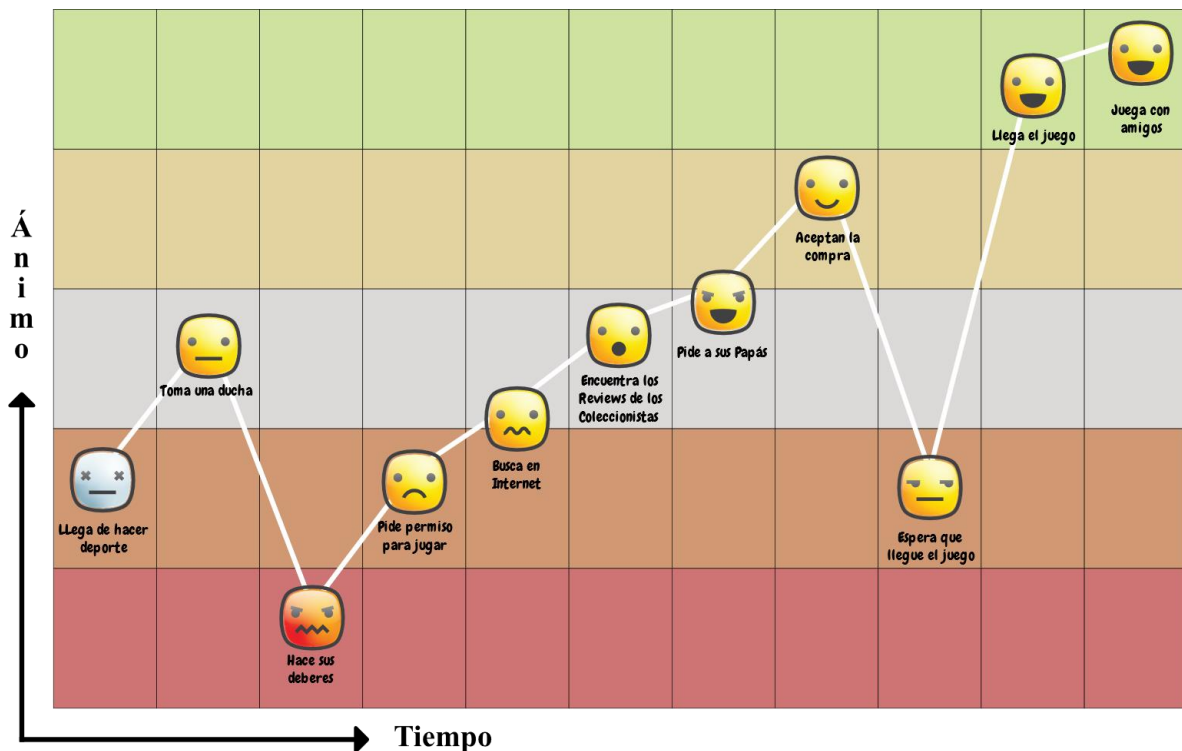 Ánimo
LLega de hacer
deporte
Toma una ducha
Hace sus
deberes
Pide permiso
para jugar
Busca en
Internet
Encuentra los
Reviews de los
Coleccionistas
Pide a sus Papás
Aceptan la
compra
Espera que
llegue el juego
Llega el juego
Juega con
amigos
Tiempo